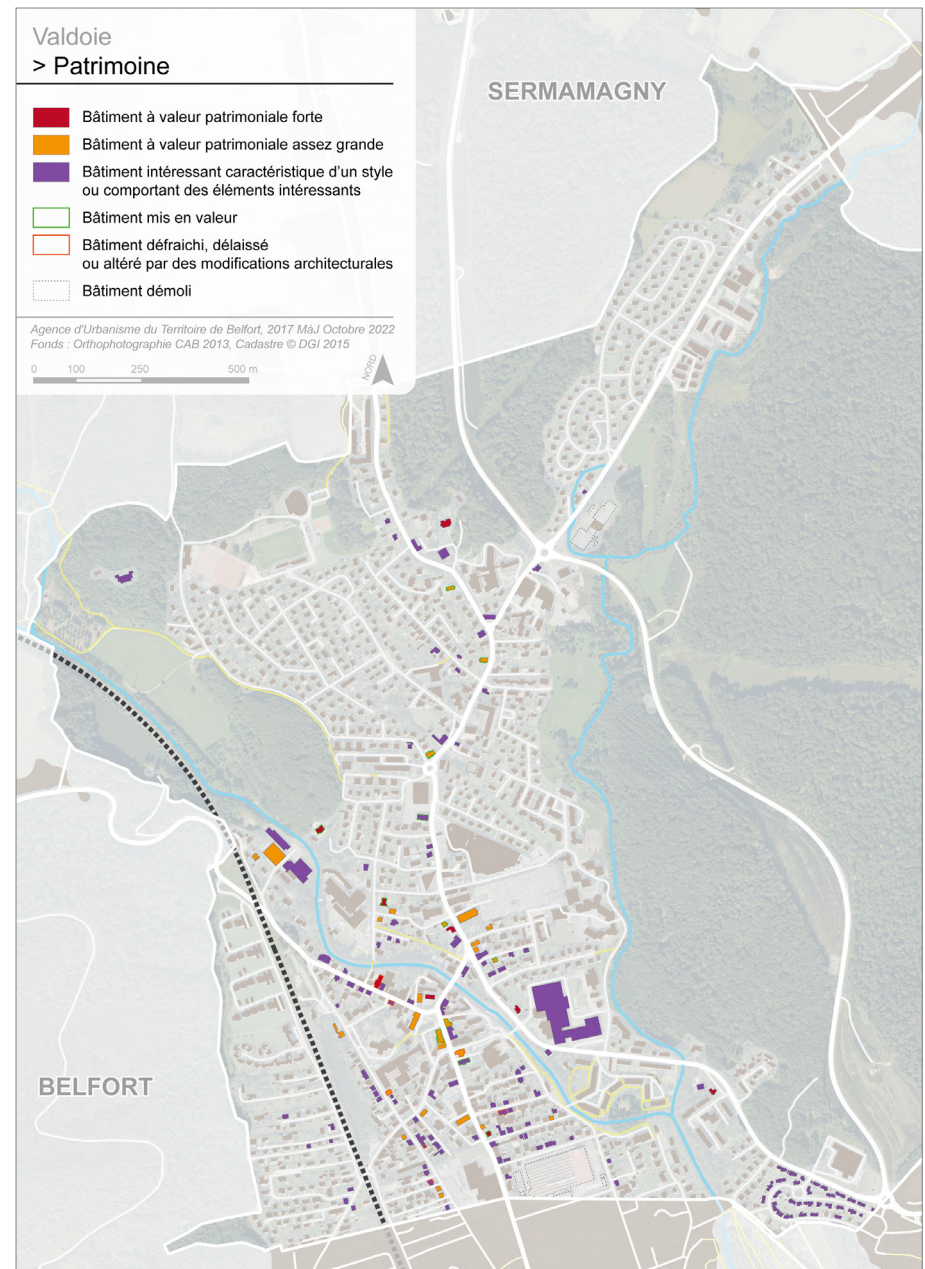 Valdoie
> Patrimoine
Bâtiment à valeur patrimoniale forte
Bâtiment à valeur patrimoniale assez grande
Bâtiment intéressant caractéristique d'un style
ou comportant des éléments intéressants
Bâtiment mis en valeur
Bâtiment défraichi, délaissé
ou altéré par des modifications architecturales
Bâtiment démoli
Agence d'Urbanisme du Territoire de Belfort, 2017 MàJ Octobre 2022
Fonds : Orthophotographie CAB 2013, Cadastre © DGI 2015
0 100 250 500 m
NORD
SERMAMAGNY
BELFORT